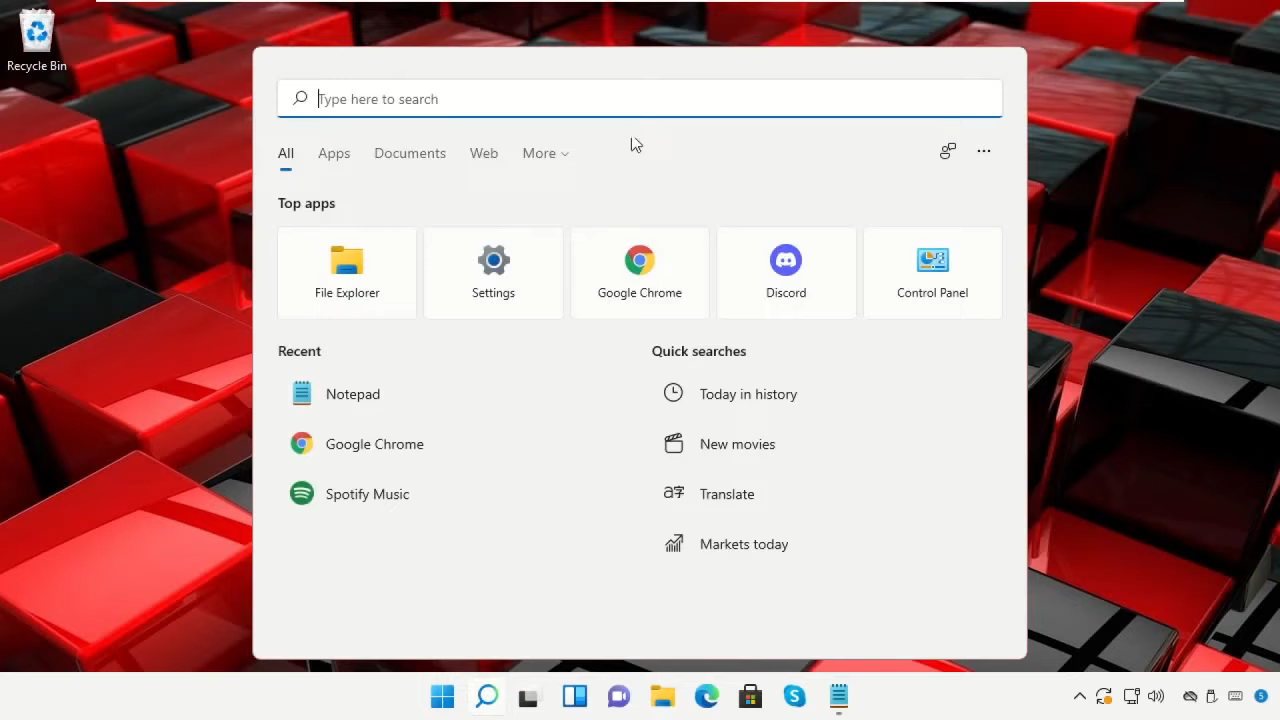 Recycle Bin
Type here to search
All Apps Documents Web More
Top apps
File Explorer Settings Google Chrome Discord Control Panel
Recent Quick searches
Notepad Today in history
Google Chrome New movies
Spotify Music Translate
Markets today
5